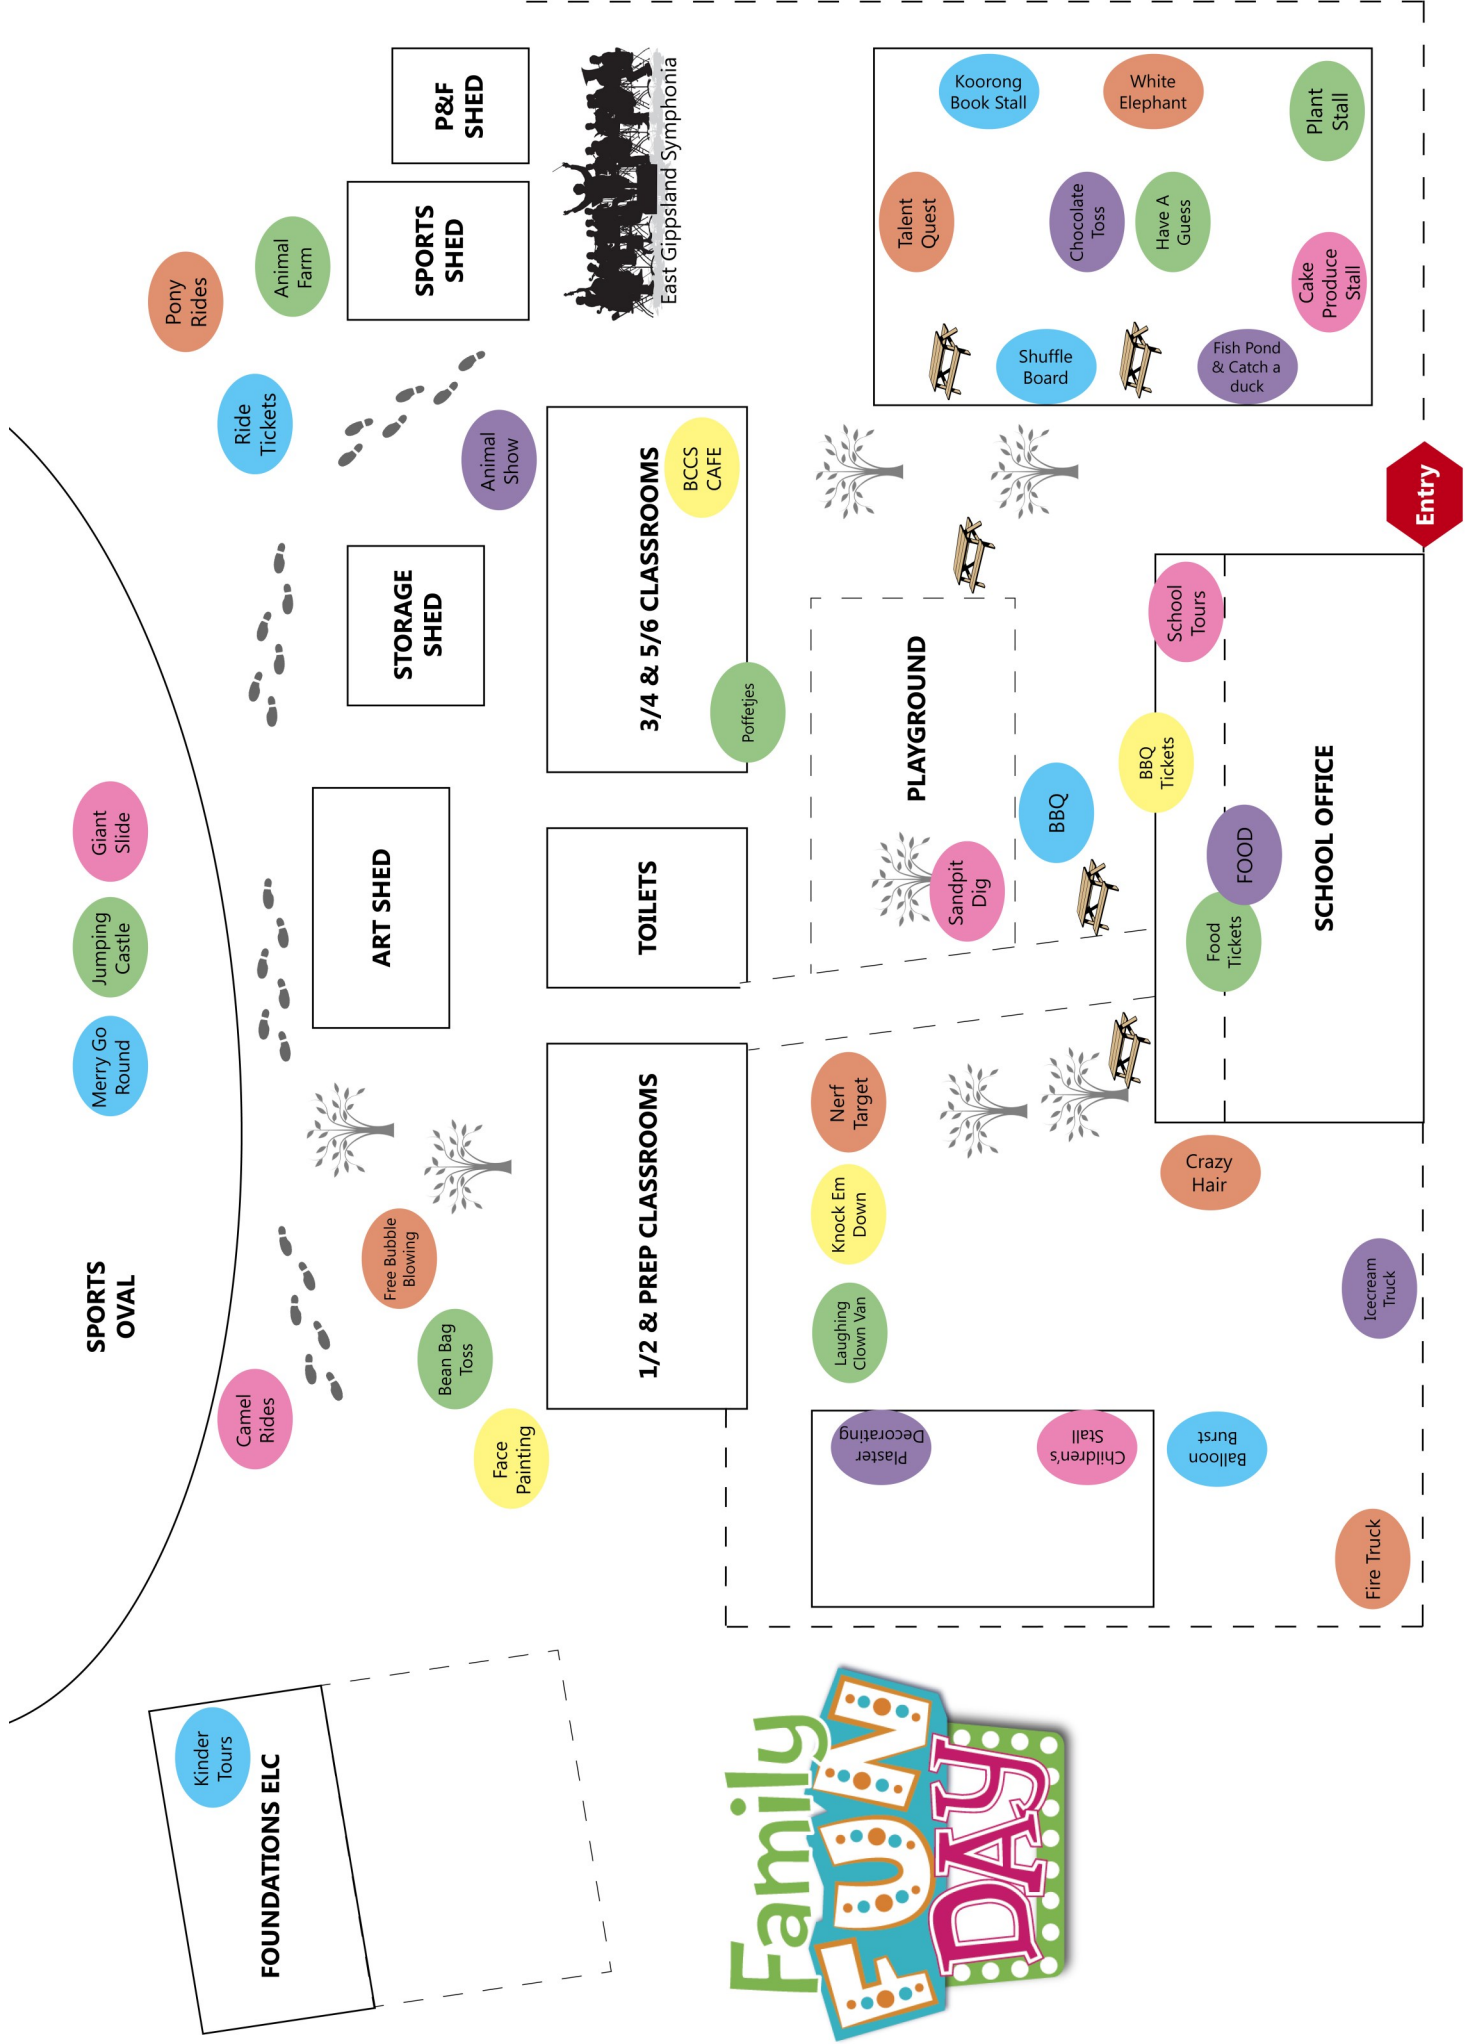 SPORTS
OVAL
Merry Go
Round
Jumping
Castle
Giant
Slide
Pony
Rides
Animal
Farm
Ride
Tickets
Camel
Rides
Kinder
Tours
FOUNDATIONS ELC
Free Bubble
Blowing
Bean Bag
Toss
Face
Painting
ART SHED
STORAGE
SHED
SPORTS
SHED
P&F
SHED
Animal
Show
1/2 & PREP CLASSROOMS
TOILETS
3/4 & 5/6 CLASSROOMS
BCCS
CAFE
Poffetjes
East Gippsland Symphonia
Family
FUN
DAY
Plaster
Decorating
Children's
Stall
Balloon
Burst
Laughing
Clown Van
Knock Em
Down
Nerf
Target
PLAYGROUND
Sandpit
Dig
BBQ
BBQ
Tickets
School
Tours
FOOD
Food
Tickets
SCHOOL OFFICE
Crazy
Hair
Icecream
Truck
Fire Truck
Entry
Talent
Quest
Koorong
Book Stall
White
Elephant
Plant
Stall
Chocolate
Toss
Have A
Guess
Cake
Produce
Stall
Shuffle
Board
Fish Pond
& Catch a
duck